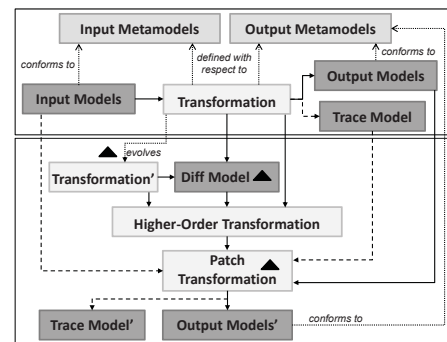 Input Metamodels
Output Metamodels
conforms to
defined with
respect to
conforms to
Output Models
Input Models
Transformation
Trace Model
evolves
Transformation'
Diff Model
Higher-Order Transformation
Patch
Transformation
Trace Model'
Output Models'
conforms to